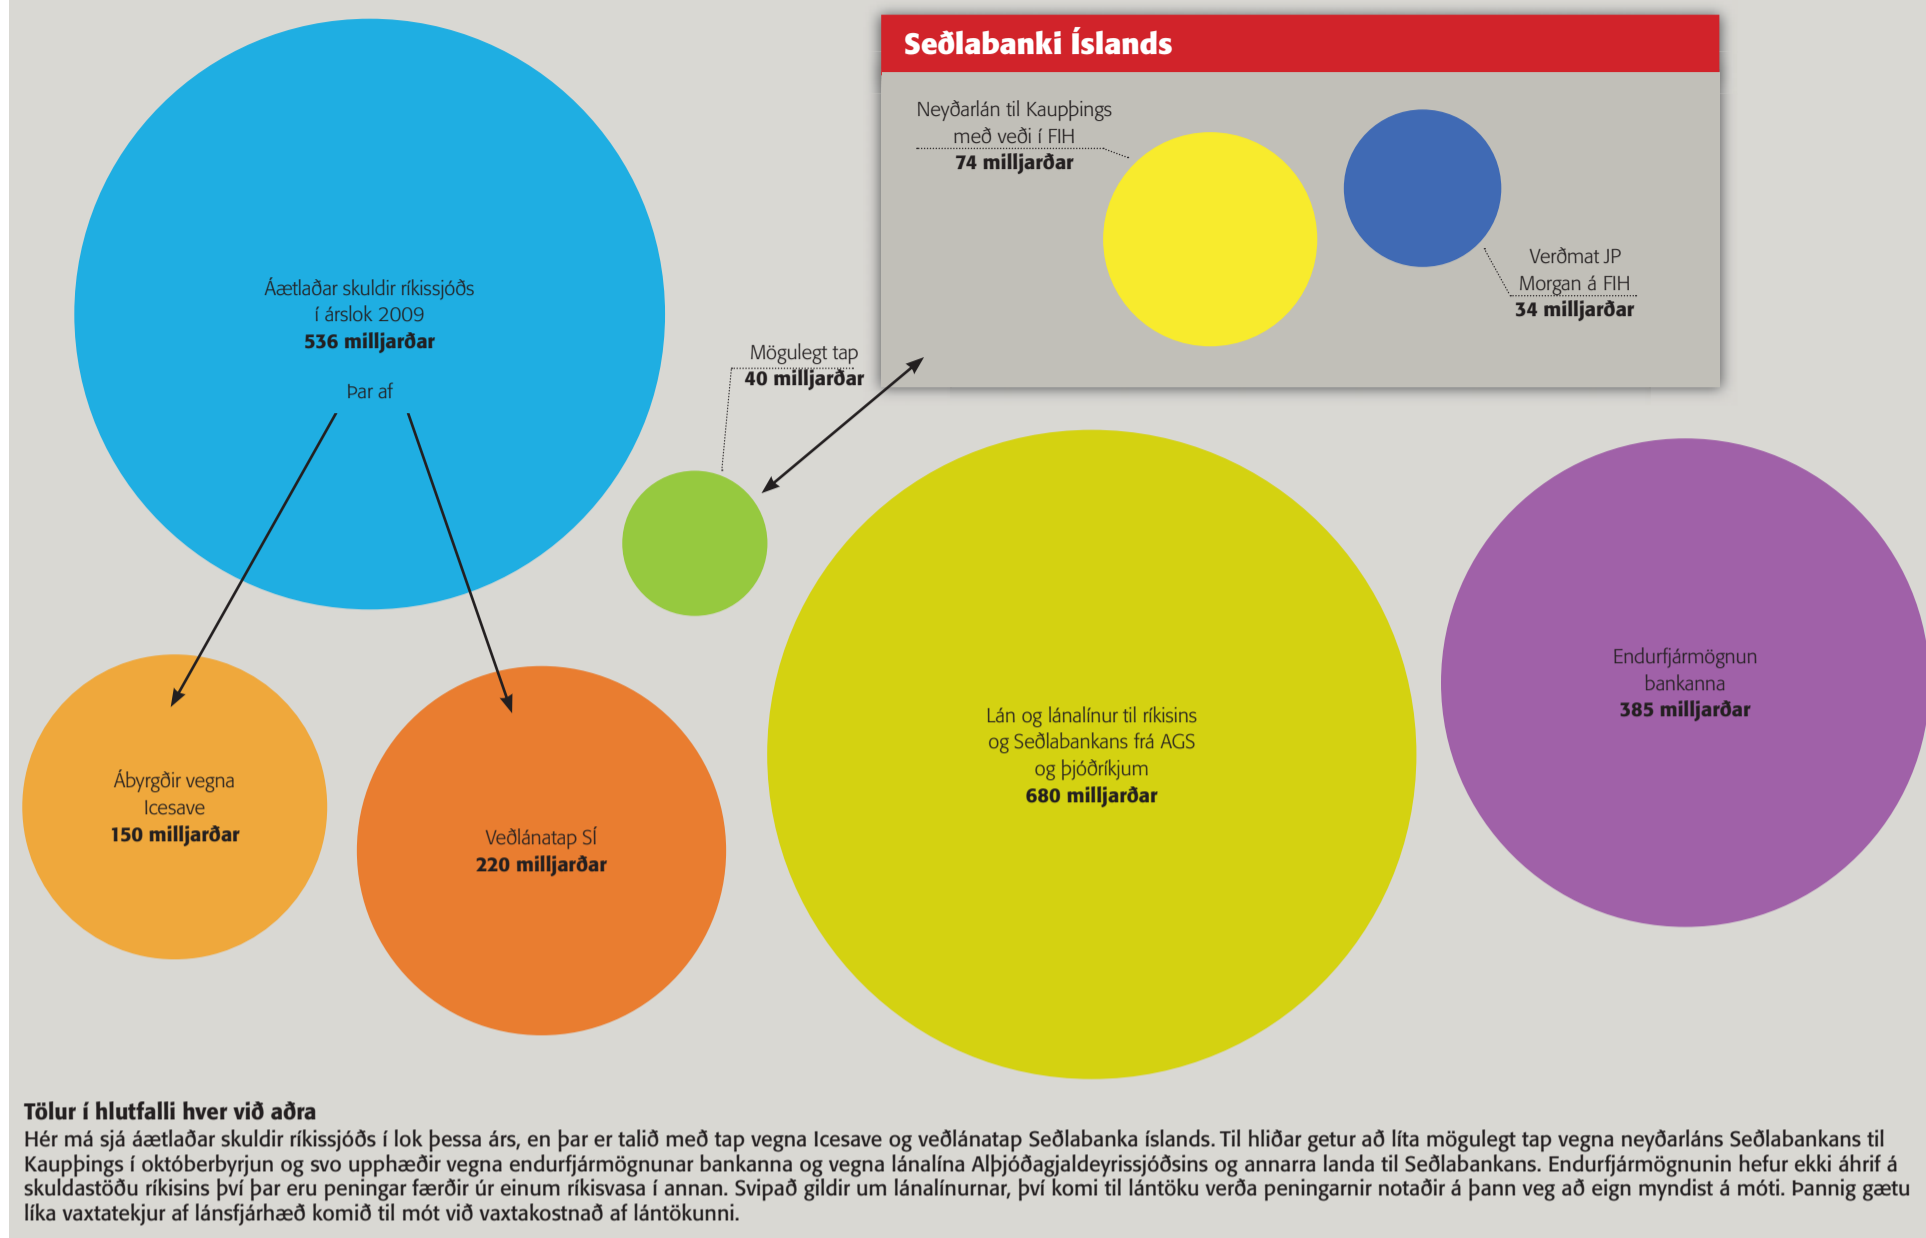 Seðlabanki Íslands
Neyðarlán til Kaupþings
með veði í FIH
74 milljarðar
Verðmat JP
Morgan á FIH
34 milljarðar
Áætlaðar skuldir ríkissjóðs
í árslok 2009
536 milljarðar
Þar af
Mögulegt tap
40 milljarðar
Ábyrgðir vegna
Icesave
150 milljarðar
Veðlánatap SÍ
220 milljarðar
Lán og lánalínur til ríkisins
og Seðlabankans frá AGS
og þjóðríkjum
680 milljarðar
Endurfjármögnun
bankanna
385 milljarðar
Tölur í hlutfalli hver við aðra
Hér má sjá áætlaðar skuldir ríkissjóðs í lok þessa árs, en þar er talið með tap vegna Icesave og veðlánatap Seðlabanka íslands. Til hliðar getur að líta mögulegt tap vegna neyðarláns Seðlabankans til
Kaupþings í októberbyrjun og svo upphæðir vegna endurfjármögnunar bankanna og vegna lánalína Alþjóðagjaldeyrissjóðsins og annarra landa til Seðlabankans. Endurfjármögnunin hefur ekki áhrif á
skuldastöðu ríkisins því þar eru peningar færðir úr einum ríkisvasa í annan. Svipað gildir um lánalínurnar, því komi til lántöku verða peningarnir notaðir á þann veg að eign myndist á móti. Þannig gætu
líka vaxtatekjur af lánsfjárhæð komið til mót við vaxtakostnað af lántökunni.